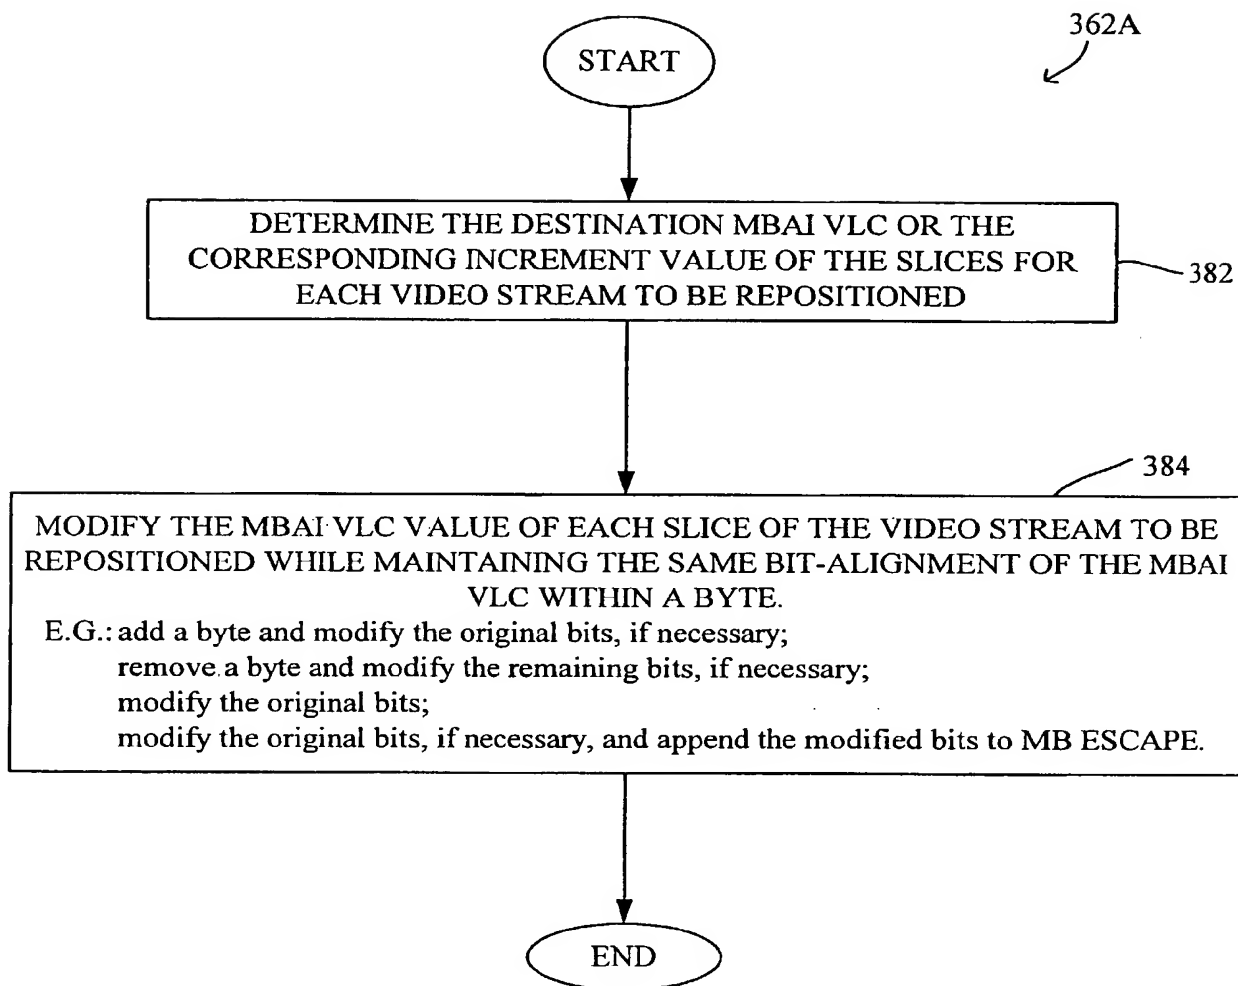 362A
START
DETERMINE THE DESTINATION MBAI VLC OR THE
CORRESPONDING INCREMENT VALUE OF THE SLICES FOR
EACH VIDEO STREAM TO BE REPOSITIONED
382
384
MODIFY THE MBAI VLC VALUE OF EACH SLICE OF THE VIDEO STREAM TO BE
REPOSITIONED WHILE MAINTAINING THE SAME BIT-ALIGNMENT OF THE MBAI
VLC WITHIN A BYTE.
E.G.: add a byte and modify the original bits, if necessary;
remove a byte and modify the remaining bits, if necessary;
modify the original bits;
modify the original bits, if necessary, and append the modified bits to MB ESCAPE.
END